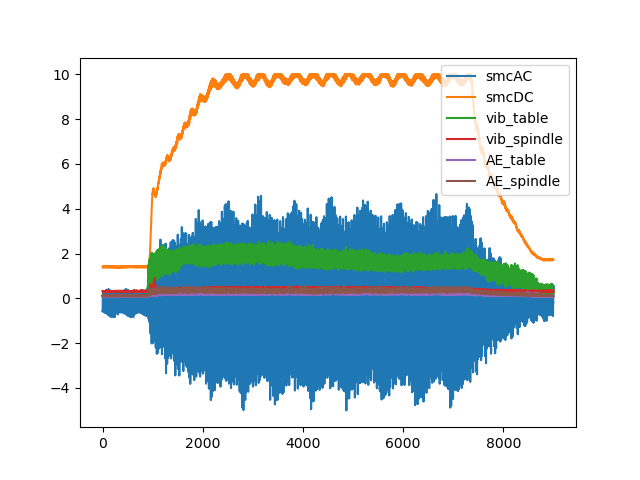 10
8
6
4
2
0
−2
−4
0
2000
4000
6000
8000
smcAC
smcDC
vib_table
vib_spindle
AE_table
AE_spindle